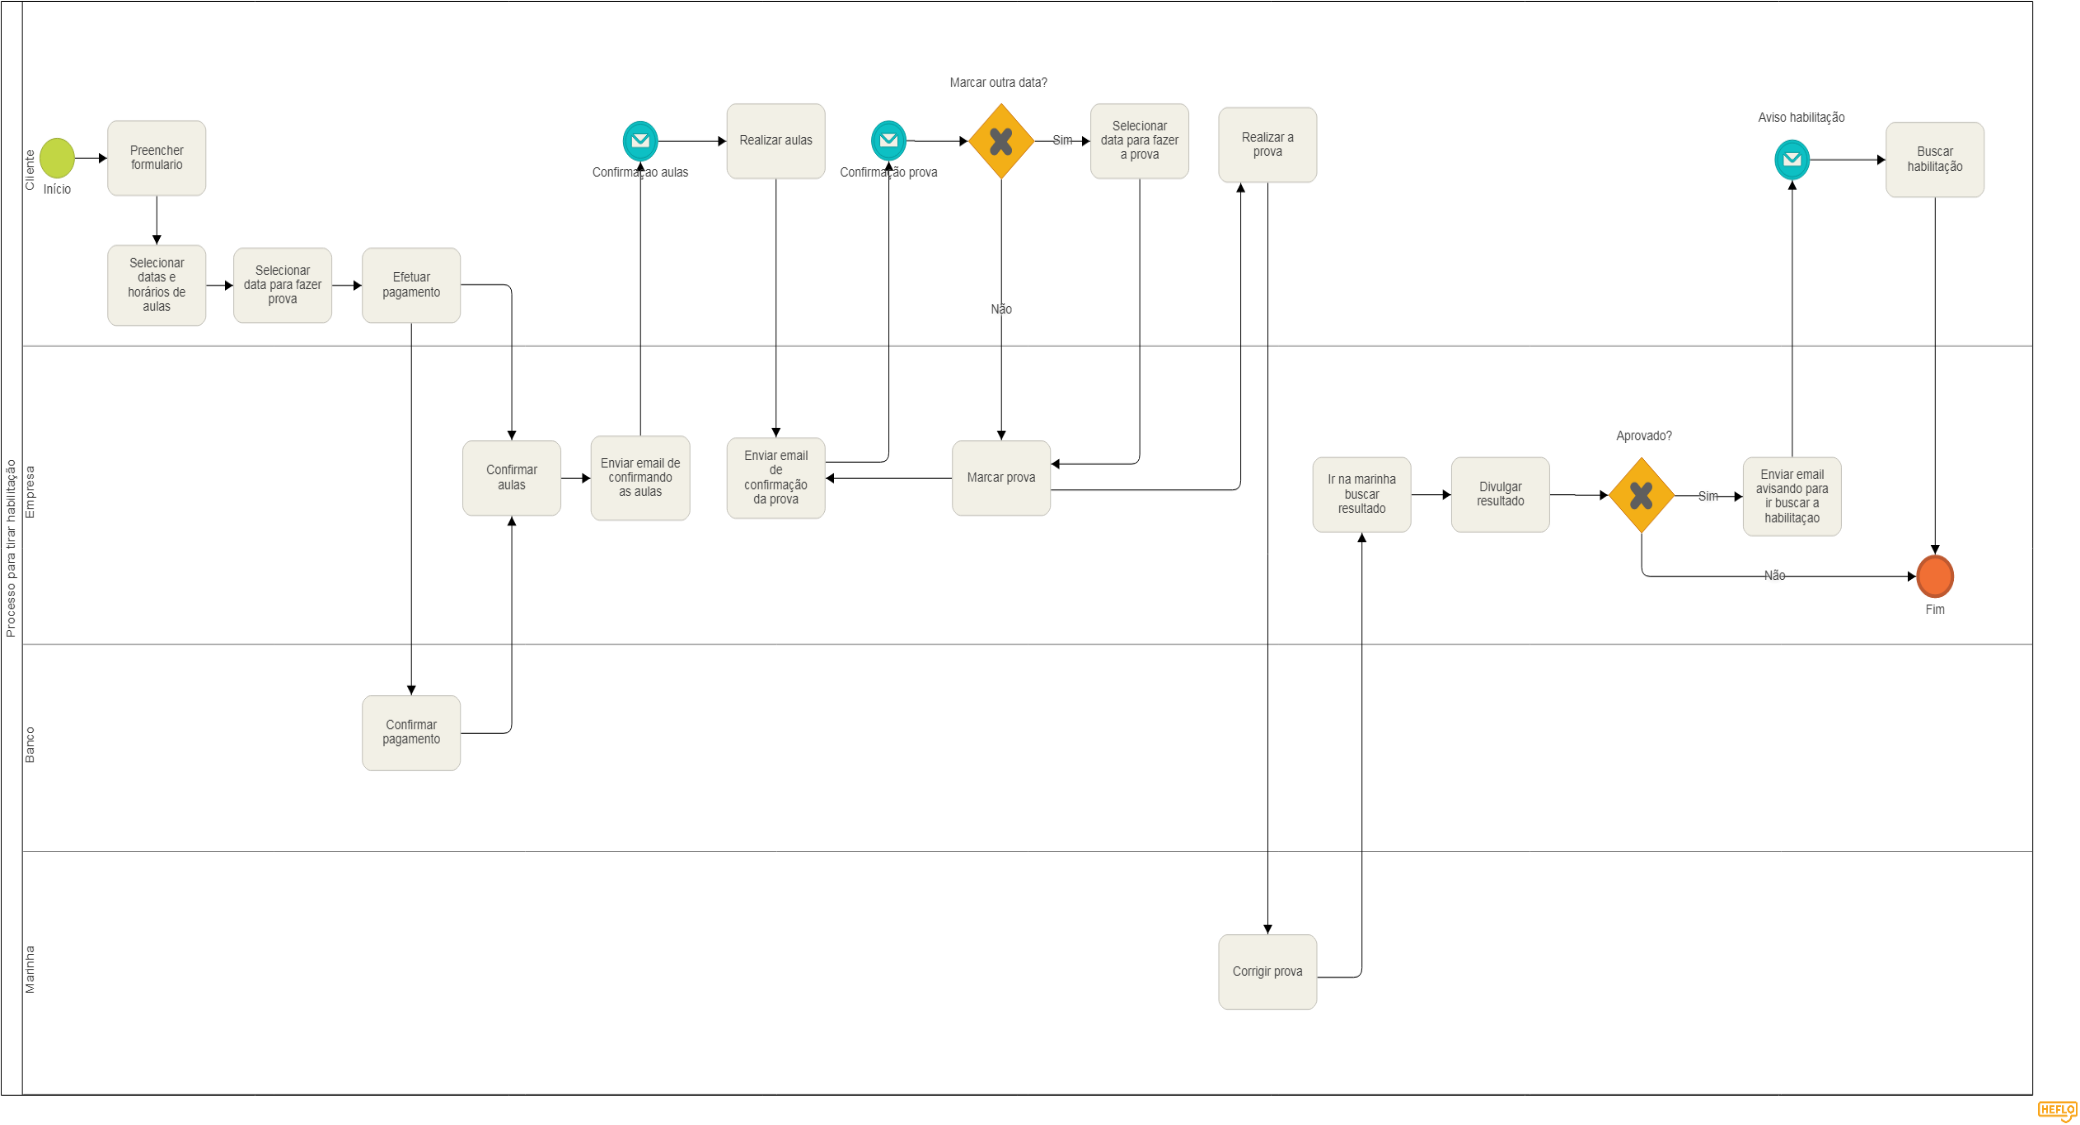 Processo para tirar habilitação
Cliente
Início
Preencher
formulario
Selecionar
datas e
horários de
aulas
Selecionar
data para fazer
prova
Efetuar
pagamento
Confirmaçao aulas
Realizar aulas
Confirmação prova
Marcar outra data?
Sim
Não
Selecionar
data para fazer
a prova
Realizar a
prova
Aviso habilitação
Buscar
habilitação
Empresa
Confirmar
aulas
Enviar email de
confirmando
as aulas
Enviar email
de
confirmação
da prova
Marcar prova
Ir na marinha
buscar
resultado
Divulgar
resultado
Aprovado?
Sim
Não
Enviar email
avisando para
ir buscar a
habilitaçao
Fim
Banco
Confirmar
pagamento
Marinha
Corrigir prova
HEFLO